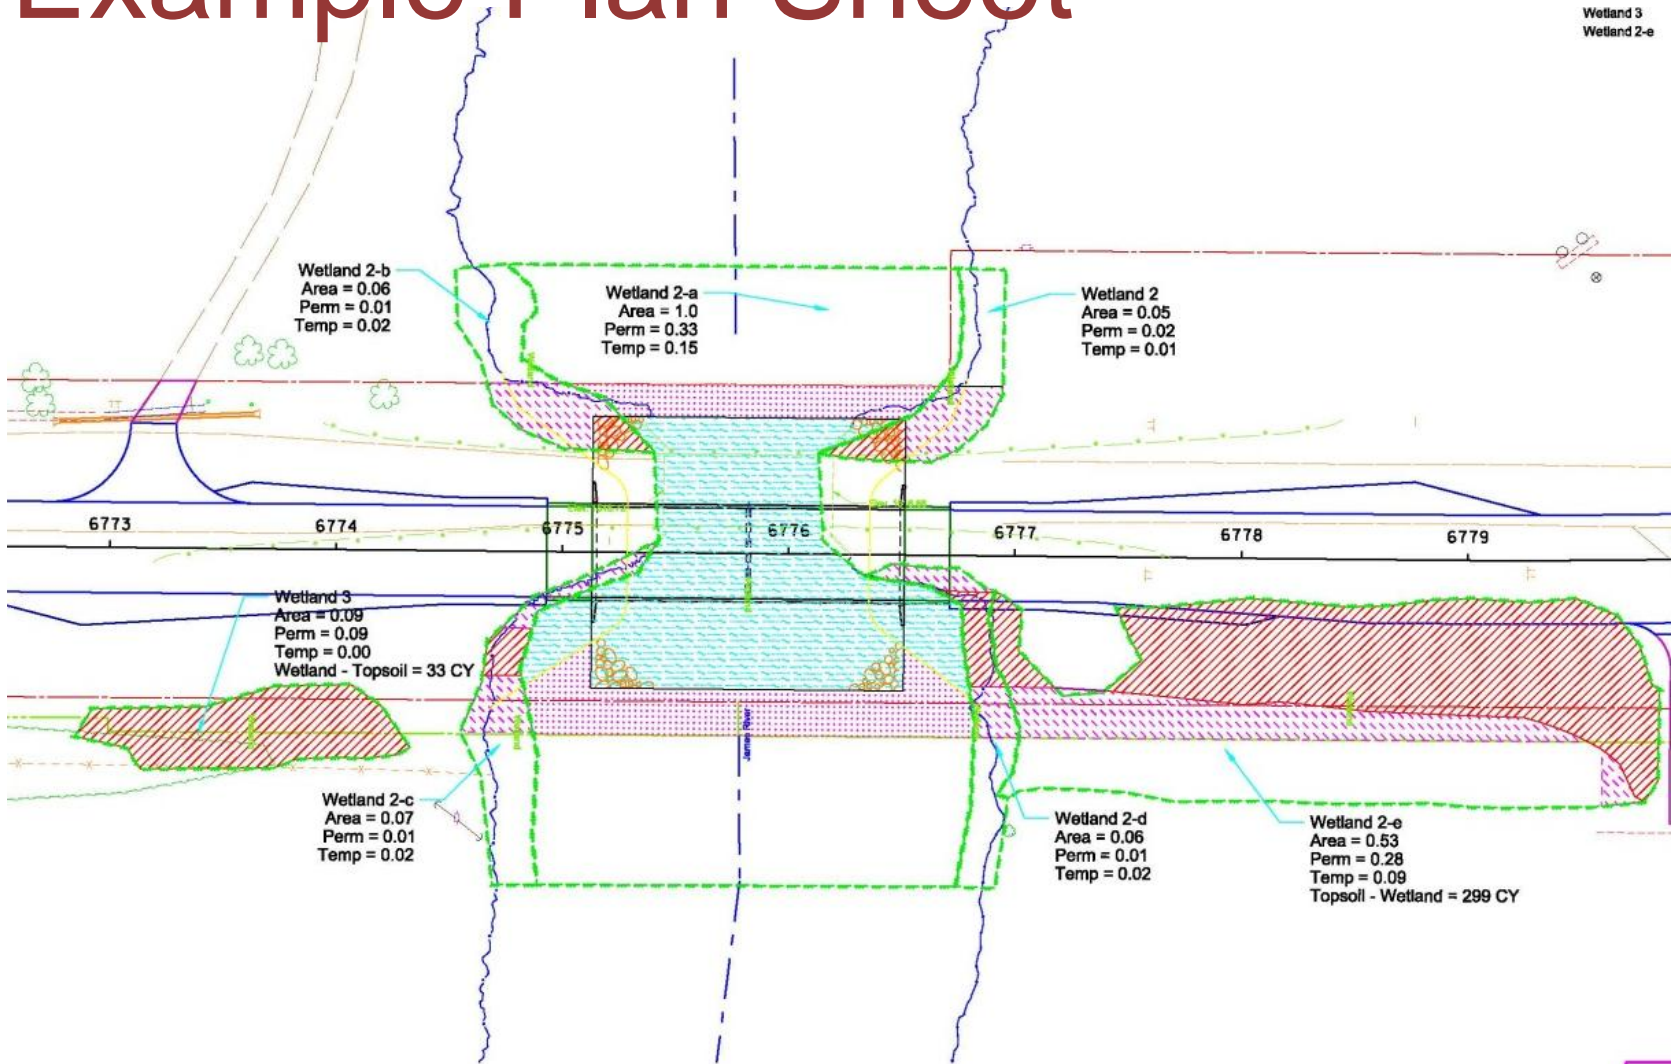 Example Plan Sheet
Wetland 3
Wetland 2-e
Wetland 2-b
Area = 0.06
Perm = 0.01
Temp = 0.02
Wetland 2-a
Area = 1.0
Perm = 0.33
Temp = 0.15
Wetland 2
Area = 0.05
Perm = 0.02
Temp = 0.01
6773
6774
6775
6776
6777
6778
6779
Wetland 3
Area = 0.09
Perm = 0.09
Temp = 0.00
Wetland - Topsoil = 33 CY
James River
Wetland 2-c
Area = 0.07
Perm = 0.01
Temp = 0.02
Wetland 2-d
Area = 0.06
Perm = 0.01
Temp = 0.02
Wetland 2-e
Area = 0.53
Perm = 0.28
Temp = 0.09
Topsoil - Wetland = 299 CY